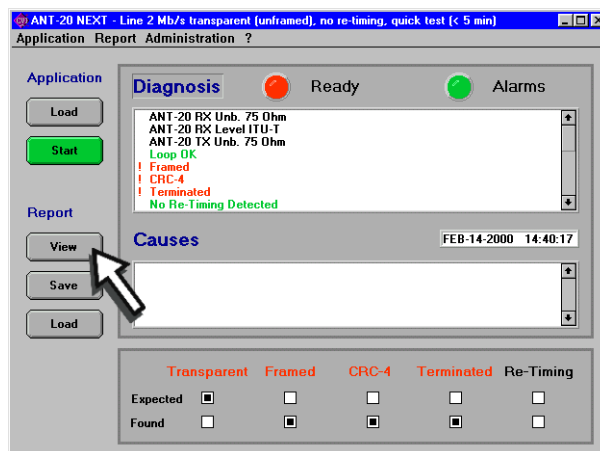 ANT-20 NEXT - Line 2 Mb/s transparent (unframed), no re-timing, quick test (< 5 min)
Application Report Administration ?
Application
Load
Start
Report
View
Save
Load
Diagnosis Ready Alarms
ANT-20 RX Unb. 75 Ohm
ANT-20 RX Level ITU-T
ANT-20 TX Unb. 75 Ohm
Loop OK
! Framed
! CRC-4
! Terminated
No Re-Timing Detected
Causes FEB-14-2000 14:40:17
Transparent Framed CRC-4 Terminated Re-Timing
Expected
Found